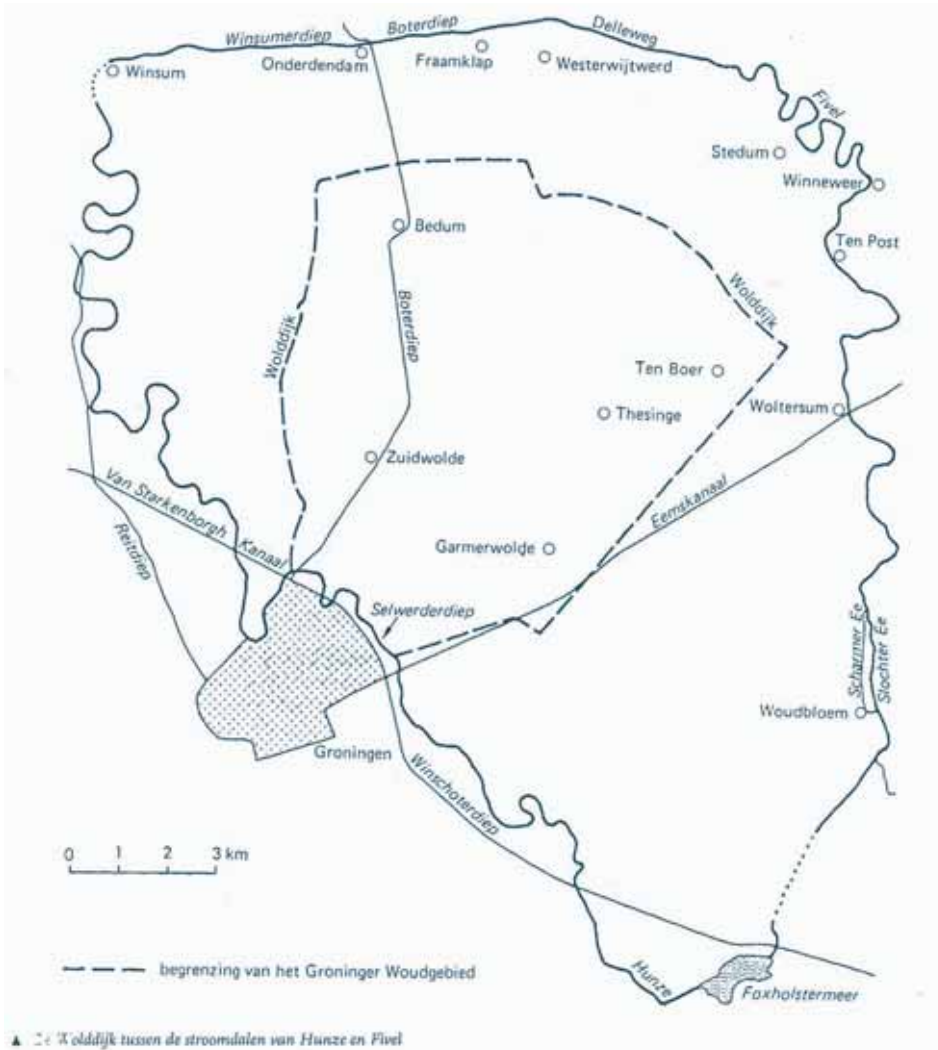 Delleweg
Boterdiep
Winsumerdiep
Onderdendam
Fraamklap
Westerwijtwerd
Winsum
Fivel
Stedum
Winneweer
Bedum
Ten Post
Wolddijk
Boterdiep
Wolddijk
Ten Boer
Thesinge
Woltersum
Zuidwolde
Van Starkenborgh Kanaal
Eemskanaal
Reitdiep
Garmerwolde
Selwerderdiep
Scharmer Ee
Slochter Ee
Woudbloem
Groningen
Winschoterdiep
0 1 2 3 km
begrenzing van het Groninger Woudgebied
Hunze
Foxholstermeer
▲ Wolddijk tussen de stroomdalen van Hunze en Fivel